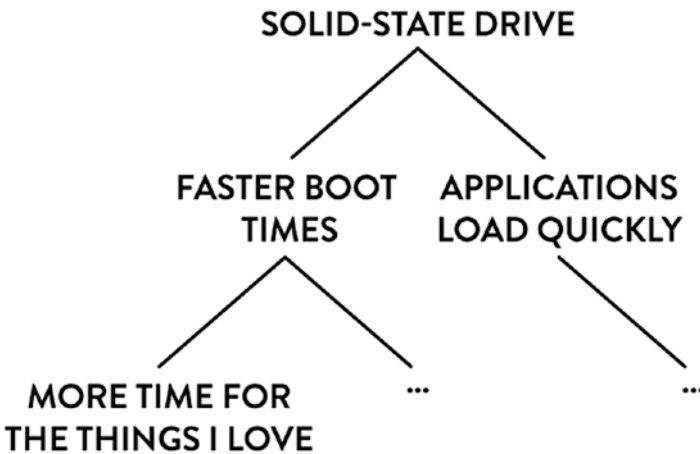 SOLID-STATE DRIVE
FASTER BOOT
TIMES
APPLICATIONS
LOAD QUICKLY
MORE TIME FOR
THE THINGS I LOVE
...
...